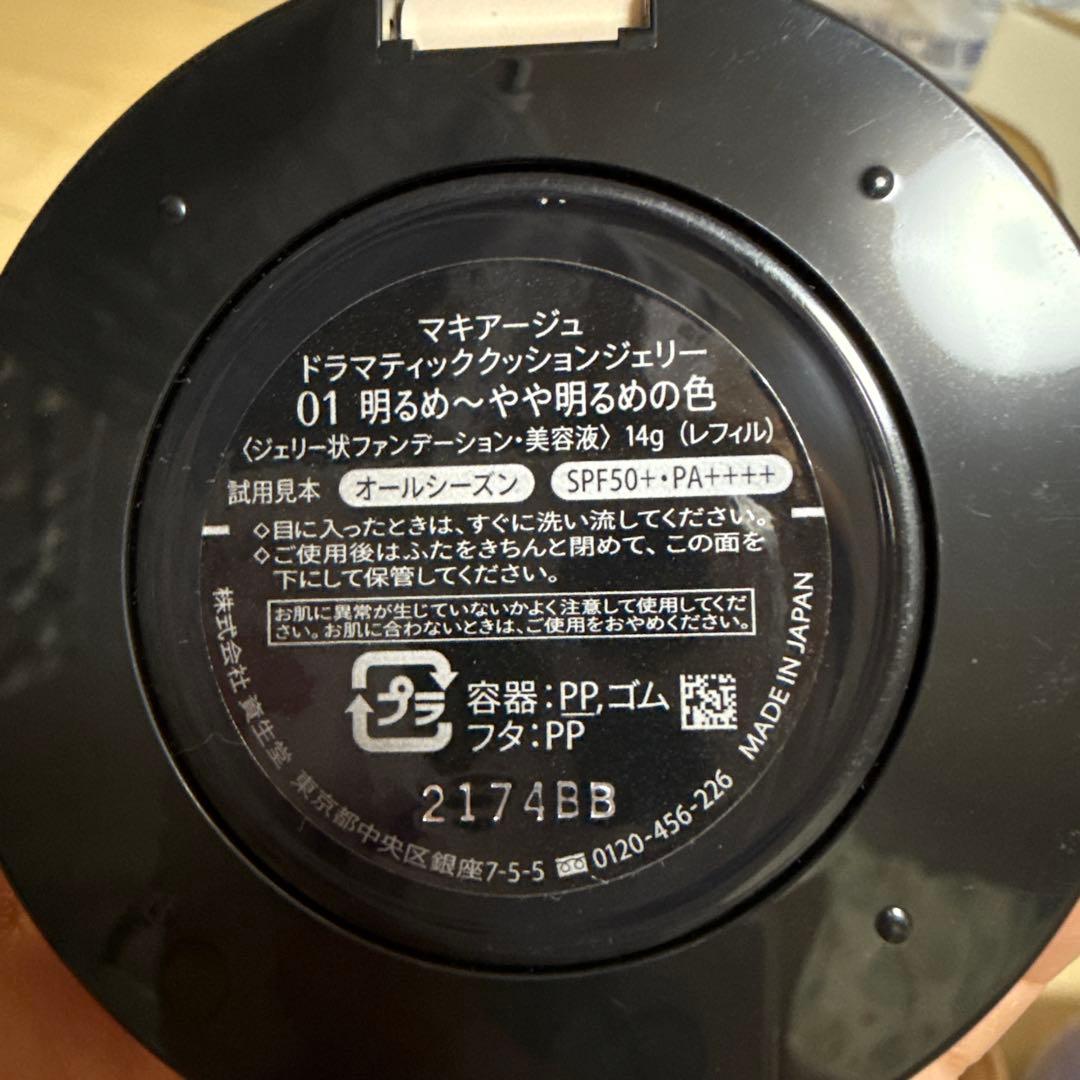 マキアージュ
ドラマティッククッションジェリー
01 明るめ～やや明るめの色
〈ジェリー状ファンデーション・美容液〉 14g （レフィル）
試用見本 オールシーズン SPF50+・PA++++
◇目に入ったときは、すぐに洗い流してください。
◇ご使用後はふたをきちんと閉めて、この面を
下にして保管してください。
お肌に異常が生じていないかよく注意して使用してくだ
さい。お肌に合わないときは、ご使用をおやめください。
プラ
容器：PP,ゴム
フタ：PP
2174BB
株式会社 資生堂 東京都中央区銀座7-5-5 0120-456-226 MADE IN JAPAN